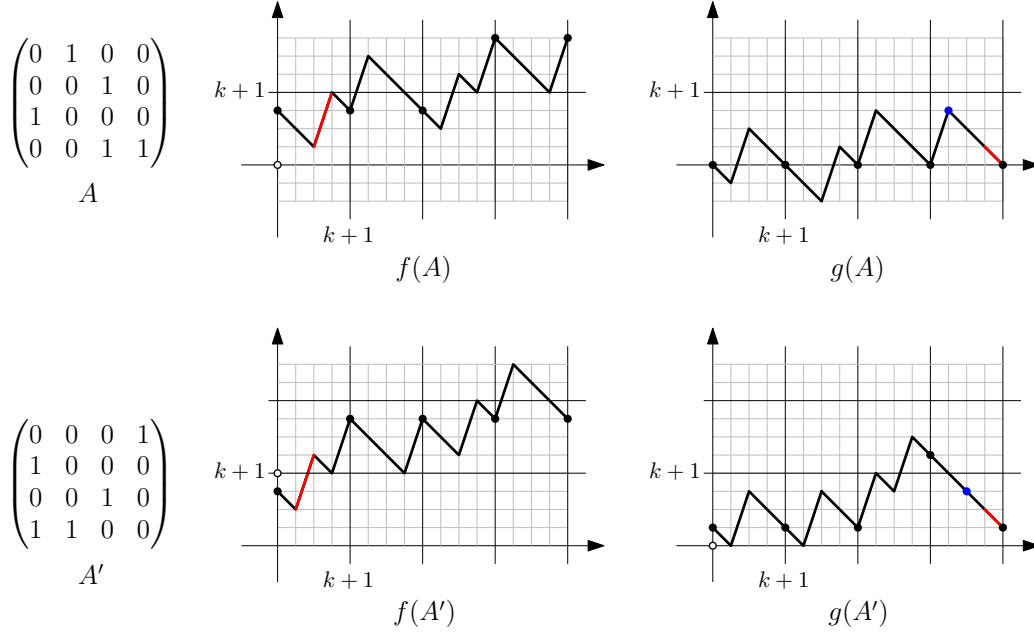 0 1 0 0
0 0 1 0
1 0 0 0
0 0 1 1
A
k + 1
k + 1
f(A)
k + 1
k + 1
g(A)
0 0 0 1
1 0 0 0
0 0 1 0
1 1 0 0
A′
k + 1
k + 1
f(A′)
k + 1
k + 1
g(A′)